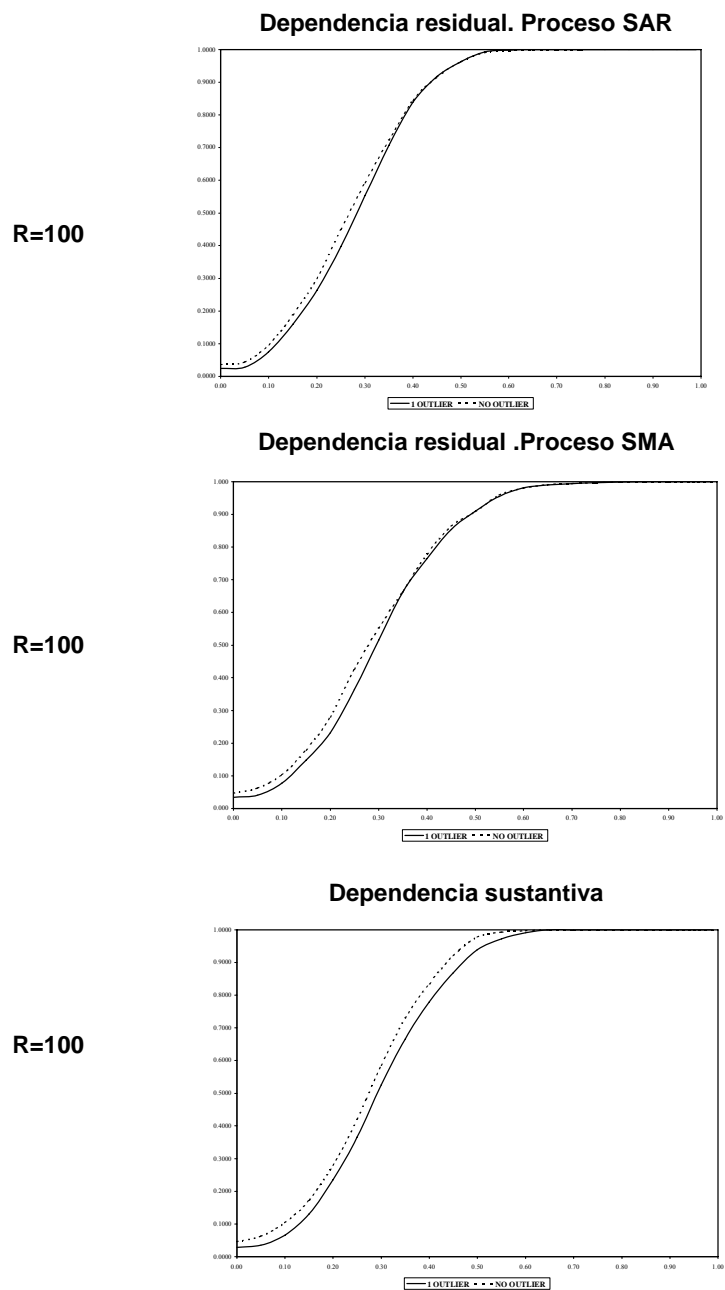 Dependencia residual. Proceso SAR
R=100
1.0000
0.9000
0.8000
0.7000
0.6000
0.5000
0.4000
0.3000
0.2000
0.1000
0.0000
0.00 0.10 0.20 0.30 0.40 0.50 0.60 0.70 0.80 0.90 1.00
1 OUTLIER NO OUTLIER
Dependencia residual .Proceso SMA
R=100
1.000
0.900
0.800
0.700
0.600
0.500
0.400
0.300
0.200
0.100
0.000
0.00 0.10 0.20 0.30 0.40 0.50 0.60 0.70 0.80 0.90 1.00
1 OUTLIER NO OUTLIER
Dependencia sustantiva
R=100
1.0000
0.9000
0.8000
0.7000
0.6000
0.5000
0.4000
0.3000
0.2000
0.1000
0.0000
0.00 0.10 0.20 0.30 0.40 0.50 0.60 0.70 0.80 0.90 1.00
1 OUTLIER NO OUTLIER